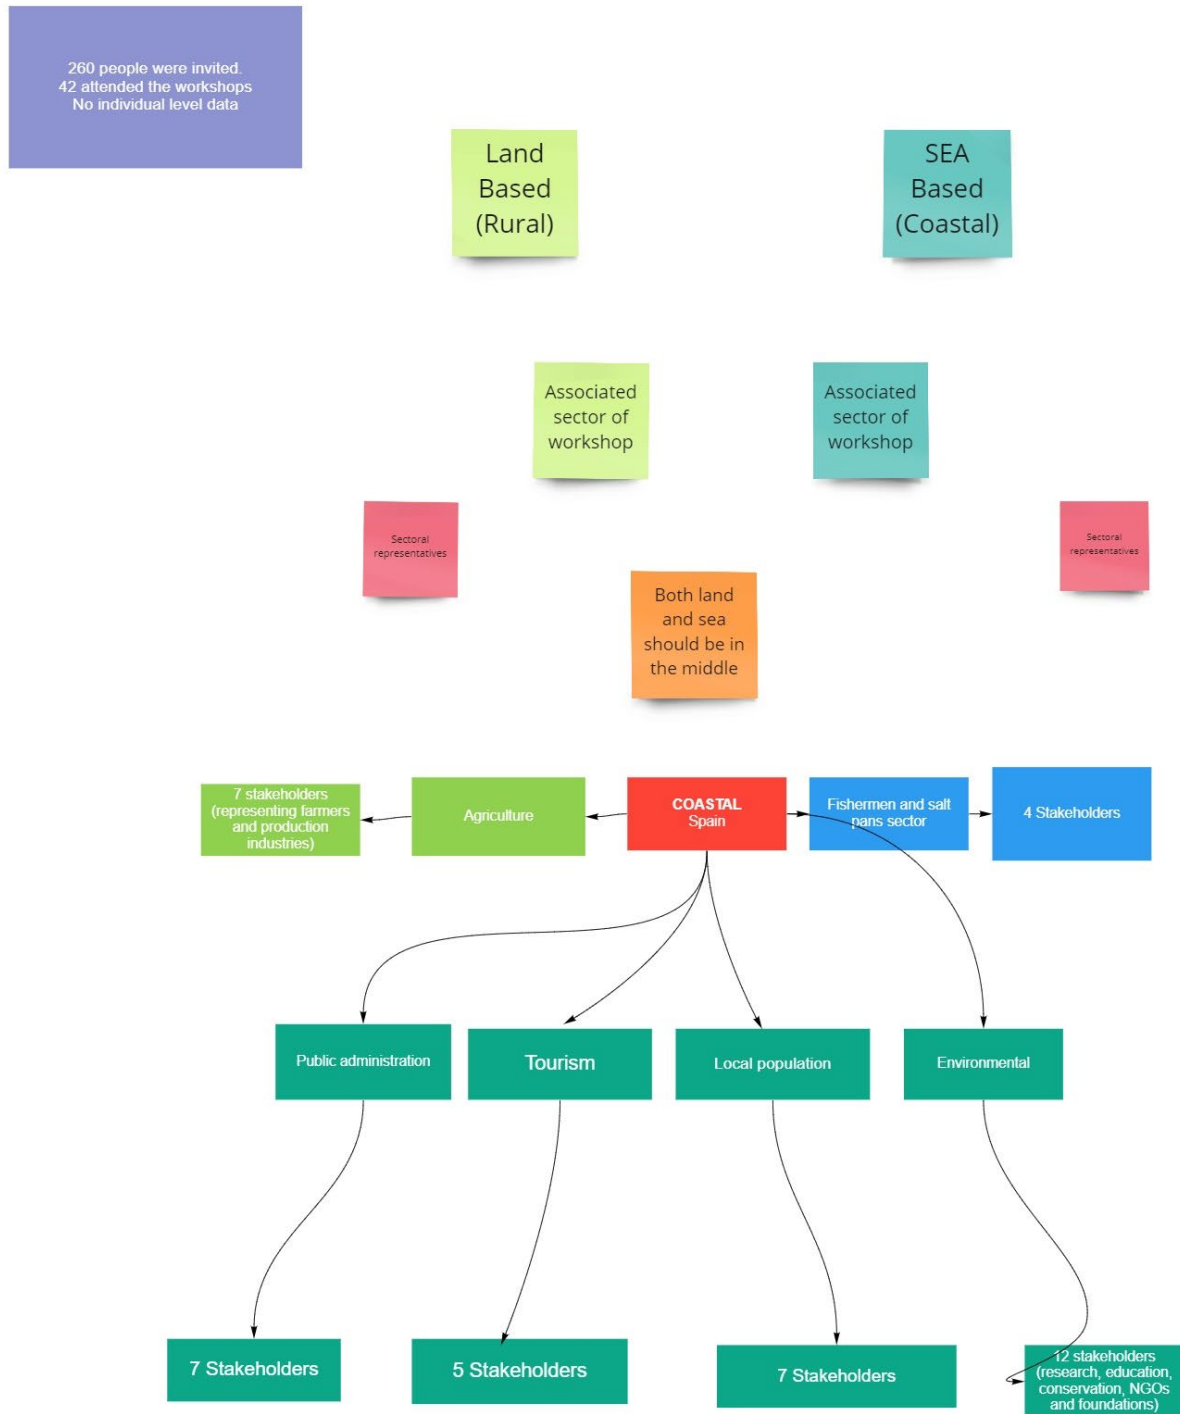 260 people were invited.
42 attended the workshops
No individual level data
Land
Based
(Rural)
SEA
Based
(Coastal)
Associated
sector of
workshop
Associated
sector of
workshop
Sectoral
representatives
Sectoral
representatives
Both land
and sea
should be in
the middle
7 stakeholders
(representing farmers
and production
industries)
Agriculture
COASTAL
Spain
Fishermen and salt
pans sector
4 Stakeholders
Public administration
Tourism
Local population
Environmental
7 Stakeholders
5 Stakeholders
7 Stakeholders
12 stakeholders
(research, education,
conservation, NGOs
and foundations)